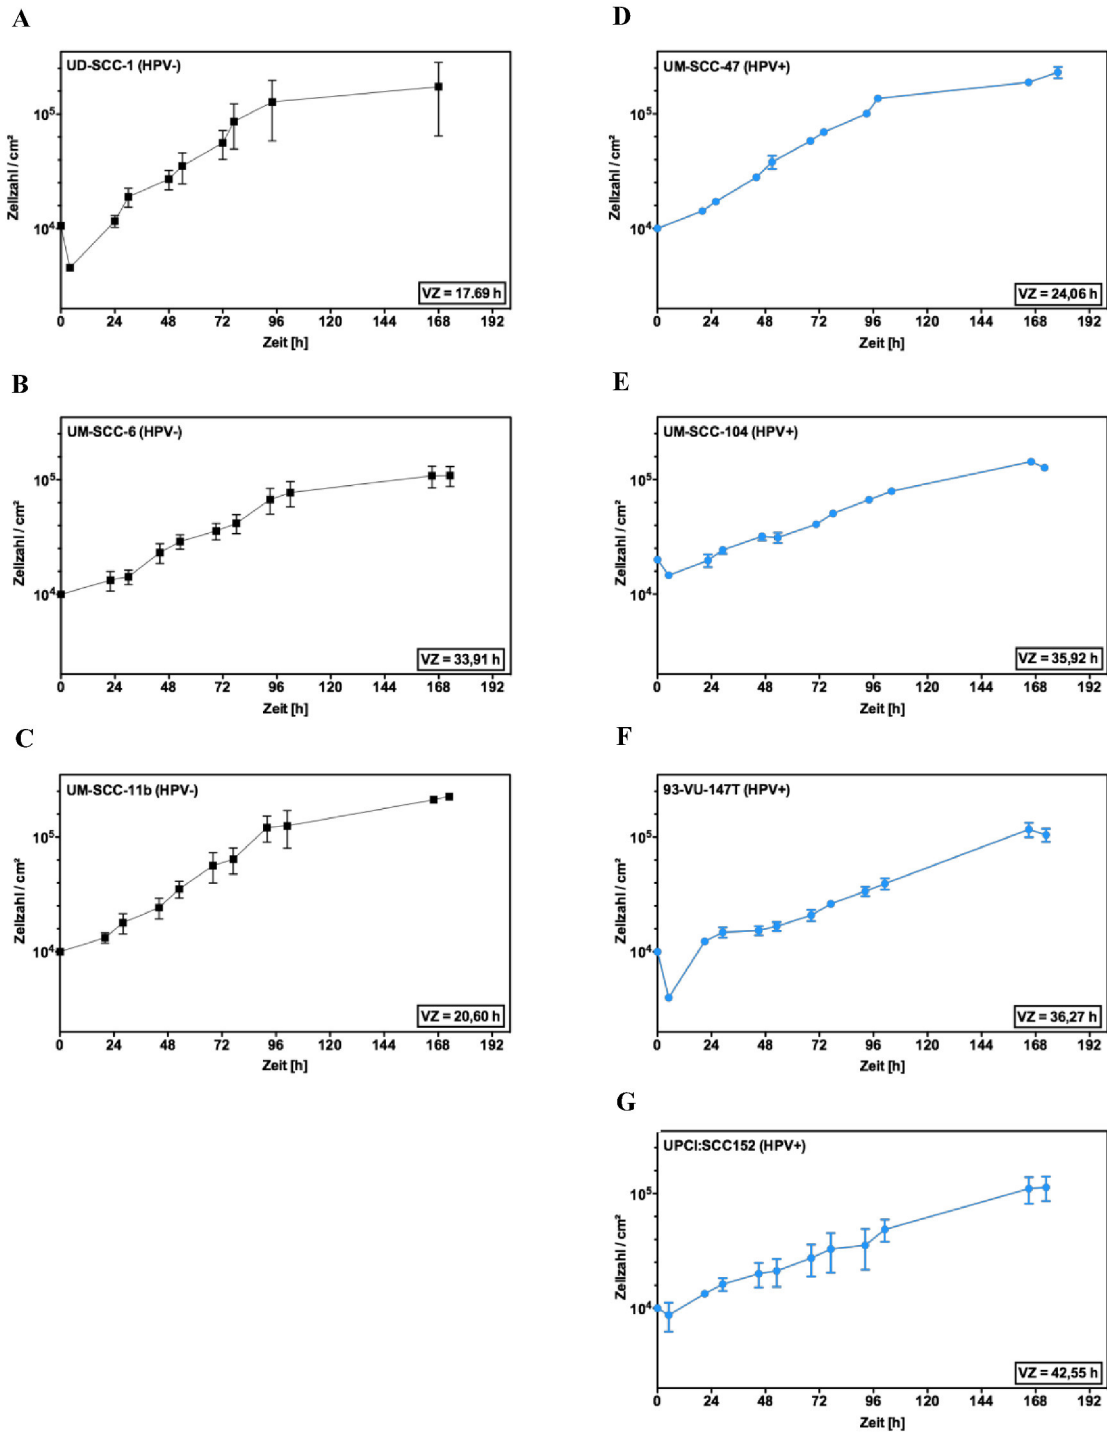 A
UD-SCC-1 (HPV-)
10⁵
10⁴
Zellzahl / cm²
VZ = 17.69 h
0 24 48 72 96 120 144 168 192
Zeit [h]
B
UM-SCC-6 (HPV-)
10⁵
10⁴
Zellzahl / cm²
VZ = 33,91 h
0 24 48 72 96 120 144 168 192
Zeit [h]
C
UM-SCC-11b (HPV-)
10⁵
10⁴
Zellzahl / cm²
VZ = 20,60 h
0 24 48 72 96 120 144 168 192
Zeit [h]
D
UM-SCC-47 (HPV+)
10⁵
10⁴
Zellzahl / cm²
VZ = 24,06 h
0 24 48 72 96 120 144 168 192
Zeit [h]
E
UM-SCC-104 (HPV+)
10⁵
10⁴
Zellzahl / cm²
VZ = 35,92 h
0 24 48 72 96 120 144 168 192
Zeit [h]
F
93-VU-147T (HPV+)
10⁵
10⁴
Zellzahl / cm²
VZ = 36,27 h
0 24 48 72 96 120 144 168 192
Zeit [h]
G
UPCI:SCC152 (HPV+)
10⁵
10⁴
Zellzahl / cm²
VZ = 42,55 h
0 24 48 72 96 120 144 168 192
Zeit [h]